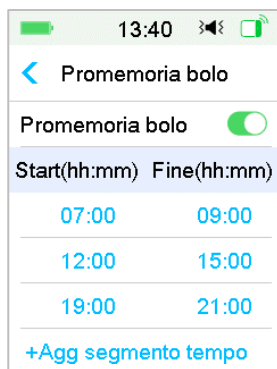 13:40
Promemoria bolo
Promemoria bolo
Start(hh:mm) Fine(hh:mm)
07:00 09:00
12:00 15:00
19:00 21:00
+Agg segmento tempo